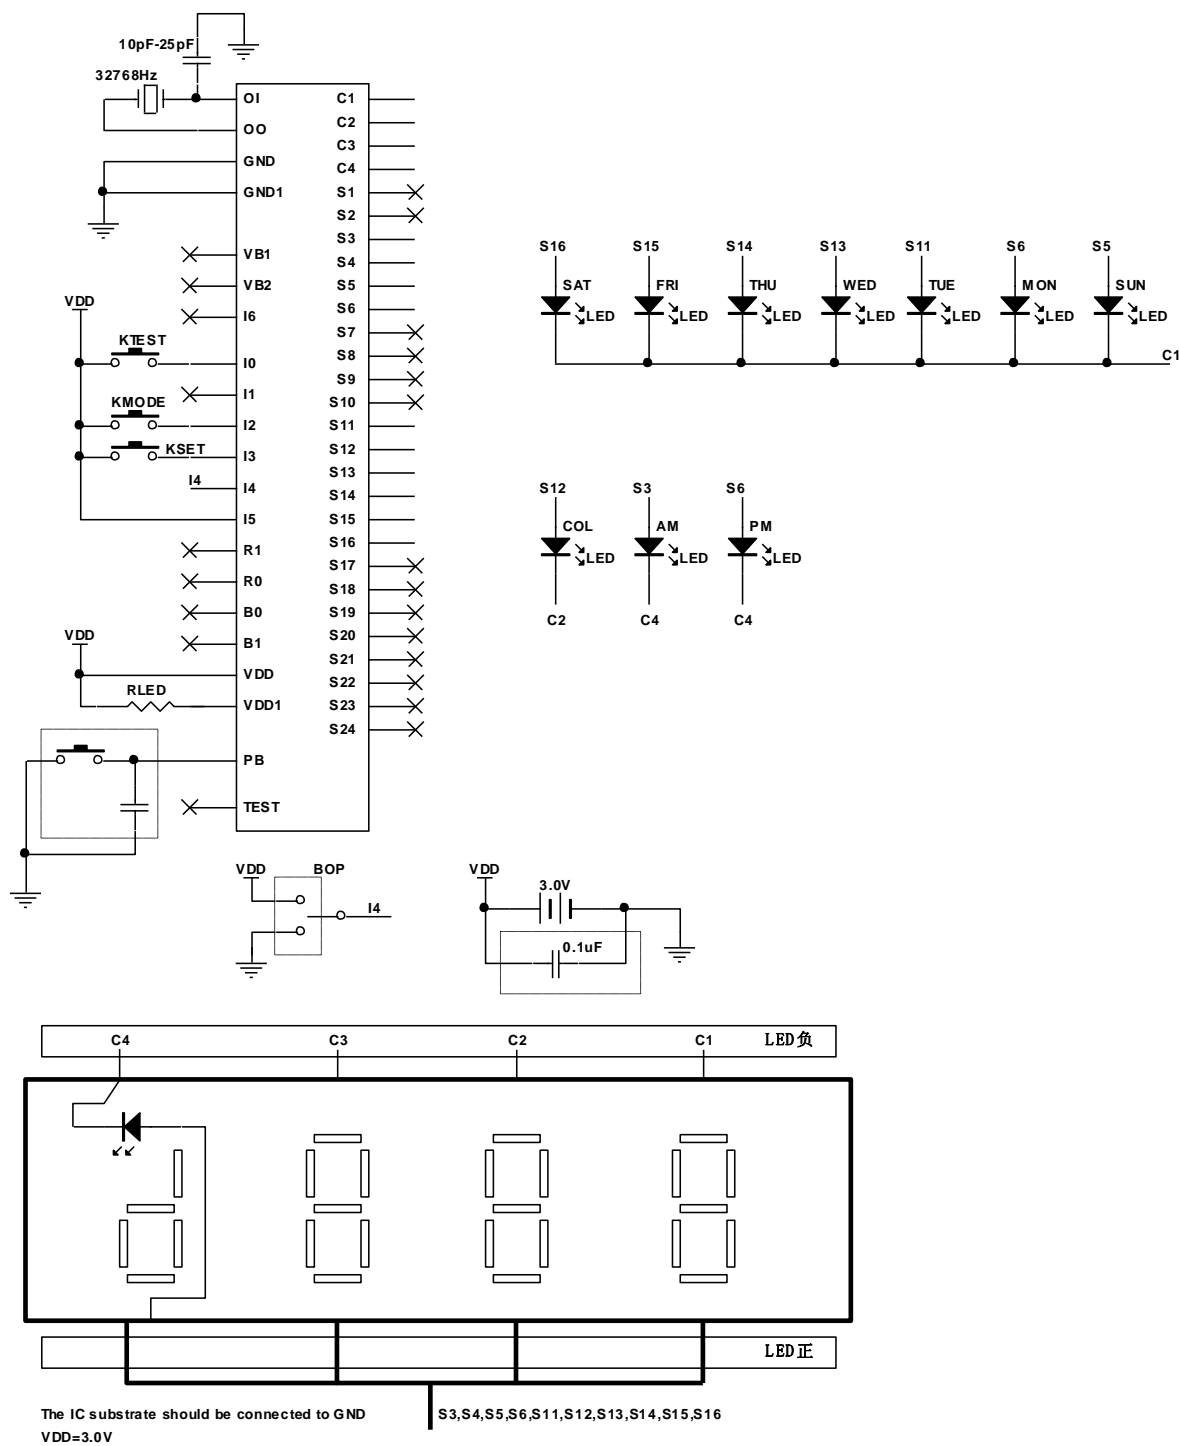 10pF-25pF
32768Hz
OI
OO
GND
GND1
VB1
VB2
VDD
I6
KTEST
I0
I1
KMODE
I2
KSET
I3
I4
I4
I5
R1
R0
B0
VDD
B1
VDD
RLED
VDD1
PB
TEST
C1
C2
C3
C4
S1
S2
S3
S4
S5
S6
S7
S8
S9
S10
S11
S12
S13
S14
S15
S16
S17
S18
S19
S20
S21
S22
S23
S24
S16 S15 S14 S13 S11 S6 S5
SAT FRI THU WED TUE MON SUN
LED LED LED LED LED LED LED
C1
S12 S3 S6
COL AM PM
LED LED LED
C2 C4 C4
VDD BOP
I4
VDD
3.0V
0.1uF
C4 C3 C2 C1 LED负
LED正
The IC substrate should be connected to GND
S3,S4,S5,S6,S11,S12,S13,S14,S15,S16
VDD=3.0V